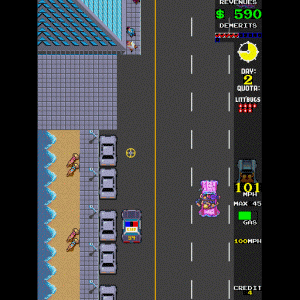 REVENUES
$ 590
DEMERITS
DAY:
2
QUOTA:
LITTBUGS
101
MPH
MAX 45
GAS
100MPH
CREDIT
4